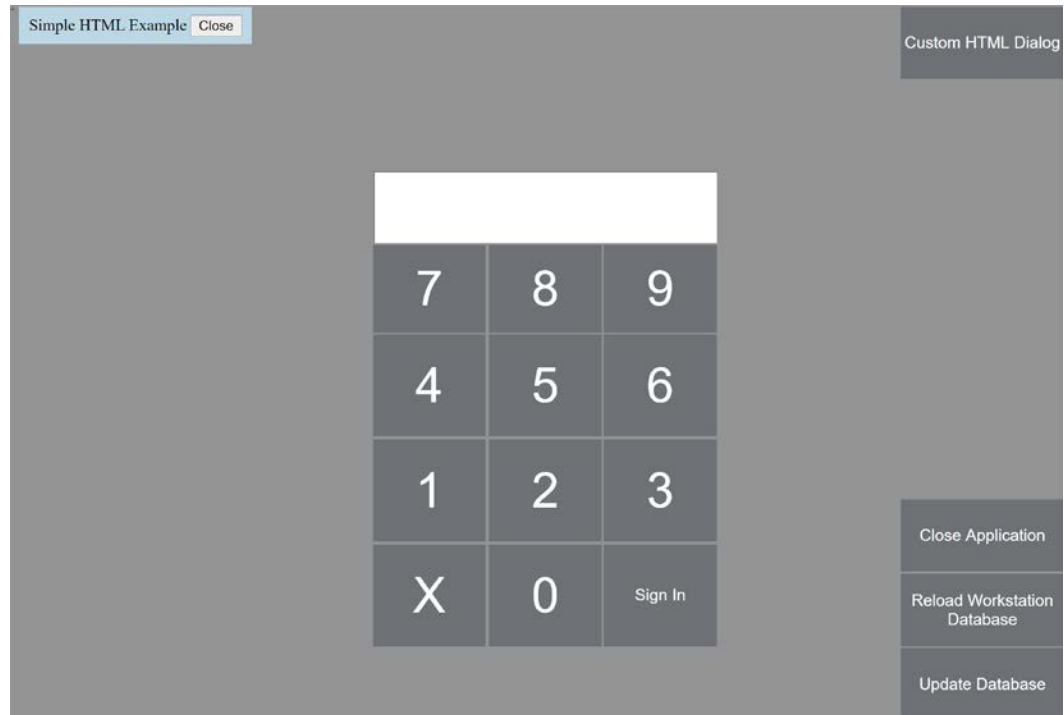 Simple HTML Example Close
Custom HTML Dialog
7 8 9
4 5 6
1 2 3
X 0 Sign In
Close Application
Reload Workstation
Database
Update Database